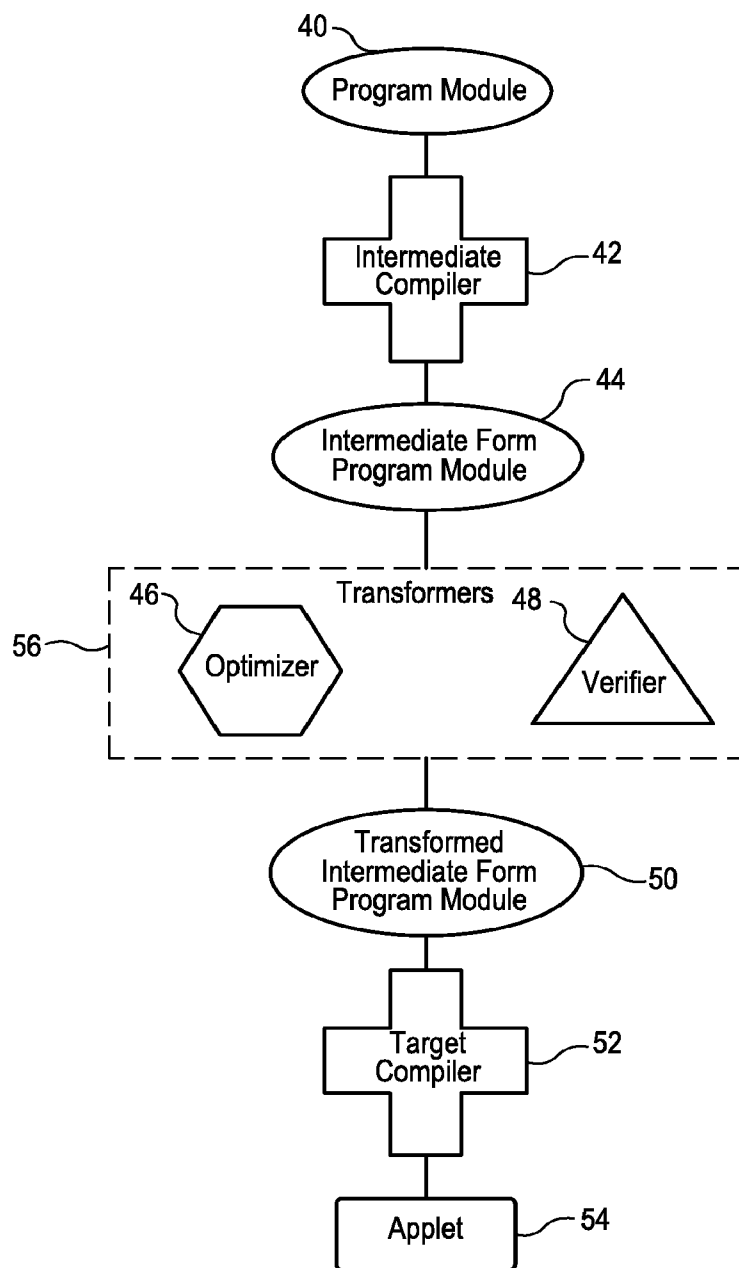 40
Program Module
Intermediate
Compiler
42
44
Intermediate Form
Program Module
Transformers
46
48
56
Optimizer
Verifier
Transformed
Intermediate Form
Program Module
50
Target
Compiler
52
Applet
54